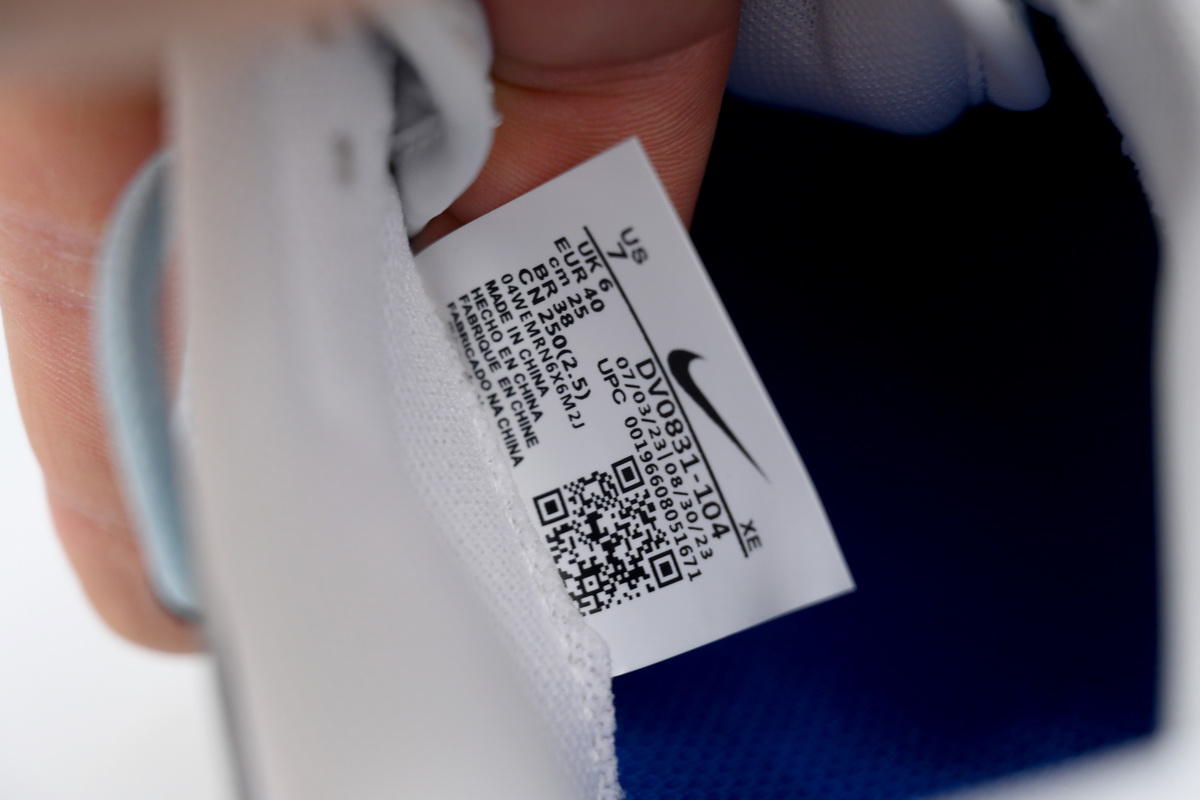 US
7
UK 6
EUR 40
cm 25
BR 38
CN 250(2.5)
04WEMRN6X6M2J
MADE IN CHINA
HECHO EN CHINA
FABRIQUE EN CHINE
FABRICADO NA CHINA
XE
DV0831-104
07/03/23|08/30/23
UPC 00196608051671